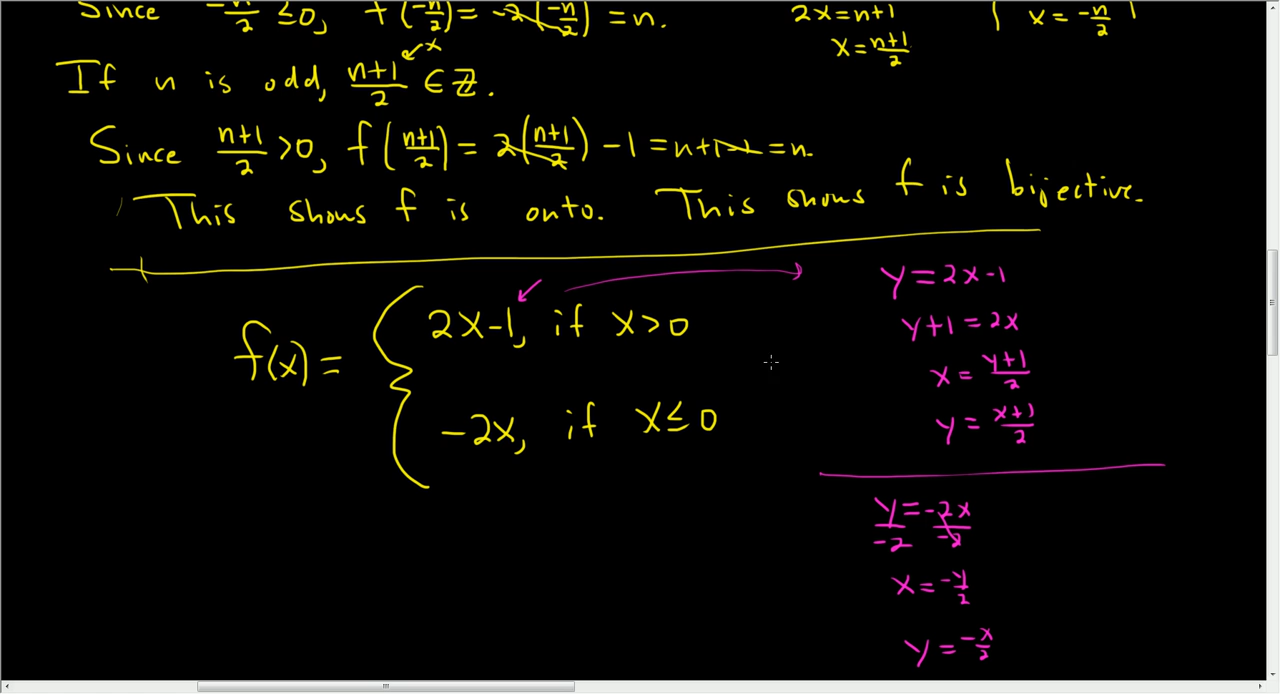 Since -n/2 ≤0, f(-n/2)= -2(-n/2) =n.
2x=n+1
x=n+1/2
x=-n/2
x
If n is odd, n+1/2 ∈ℤ.
Since n+1/2 >0, f(n+1/2) = 2(n+1/2) -1 =n+1-1 =n.
This shows f is onto. This shows f is bijective.
f(x)= { 2x-1, if x>0
-2x, if x≤0
y=2x-1
y+1=2x
x=y+1/2
y=x+1/2
y/-2=-2x/-2
x=-y/2
y=-x/2